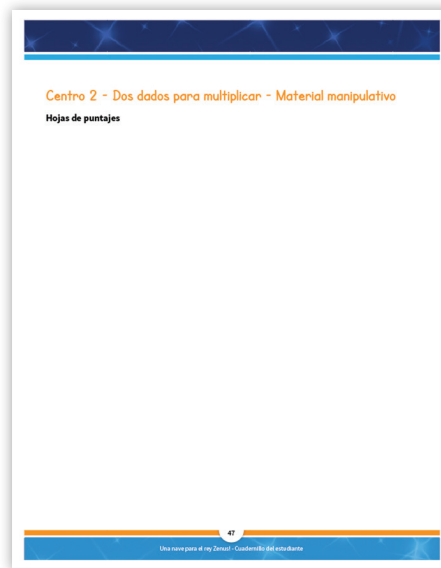 Centro 2 - Dos dados para multiplicar - Material manipulativo
Hojas de puntajes
47
Una nave para el rey Zenus! - Cuadernillo del estudiante